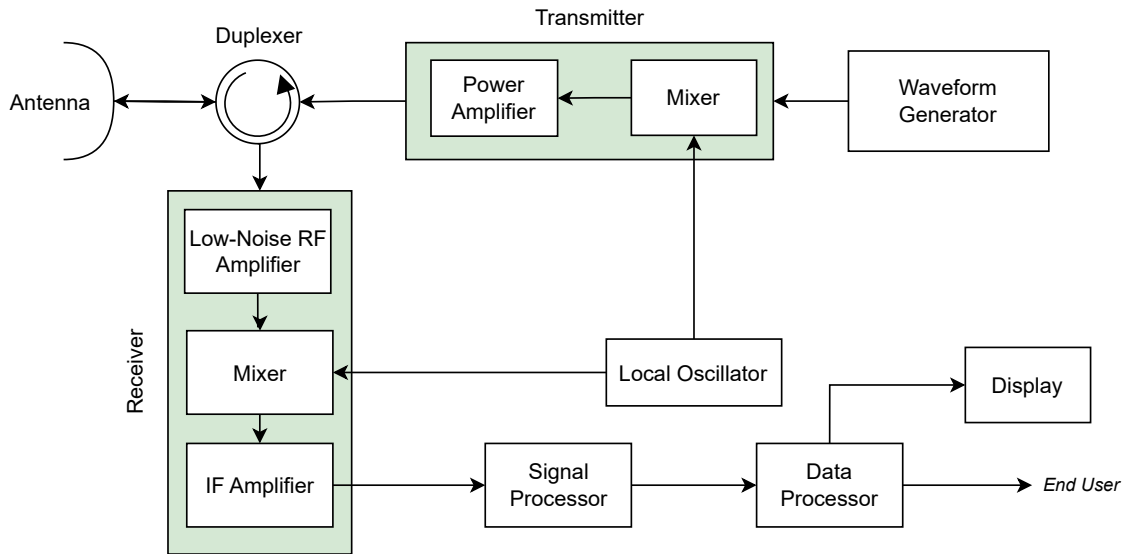 Transmitter
Duplexer
Antenna
Power
Amplifier
Mixer
Waveform
Generator
Receiver
Low-Noise RF
Amplifier
Mixer
Local Oscillator
Display
IF Amplifier
Signal
Processor
Data
Processor
End User